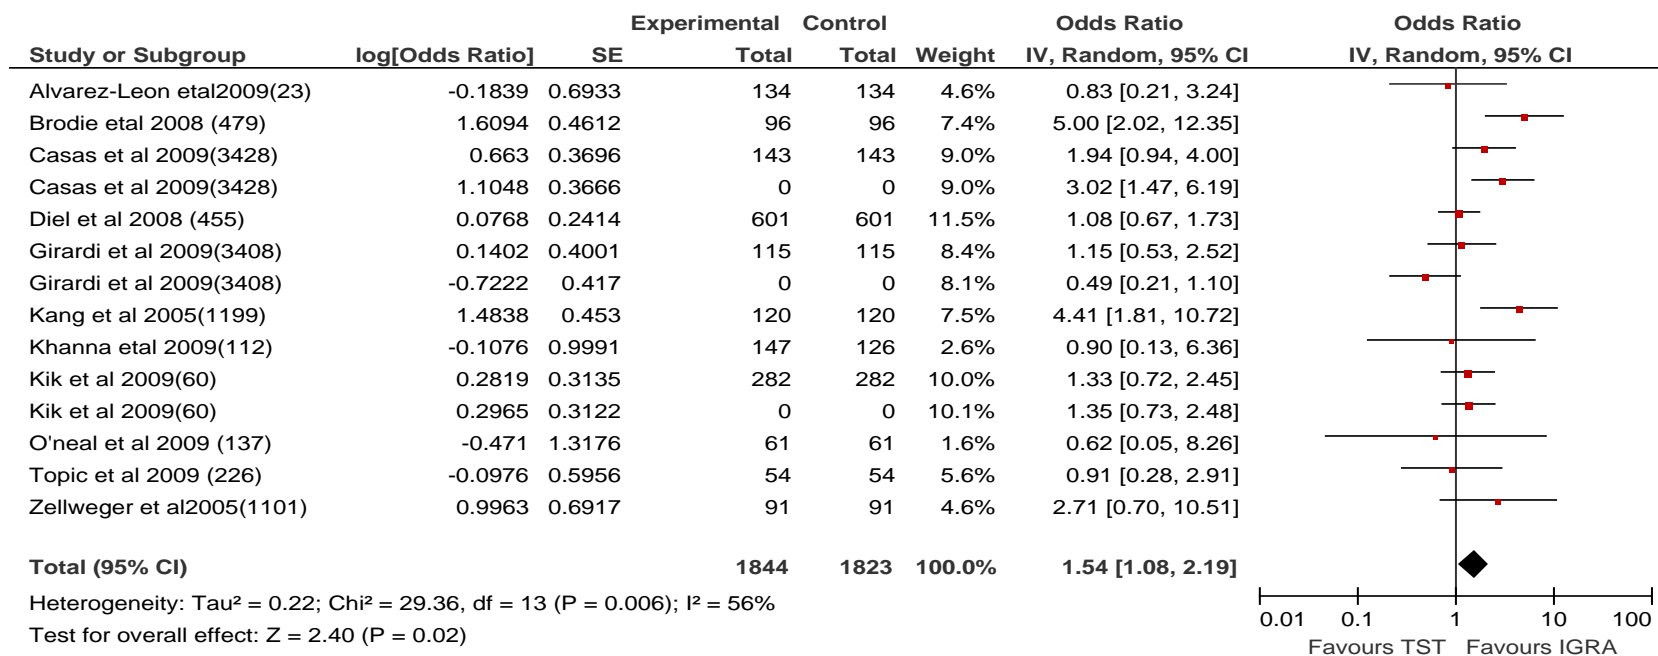 Experimental Control Odds Ratio Odds Ratio
Study or Subgroup log[Odds Ratio] SE Total Total Weight IV, Random, 95% CI IV, Random, 95% CI
Alvarez-Leon etal2009(23) -0.1839 0.6933 134 134 4.6% 0.83 [0.21, 3.24]
Brodie etal 2008 (479) 1.6094 0.4612 96 96 7.4% 5.00 [2.02, 12.35]
Casas et al 2009(3428) 0.663 0.3696 143 143 9.0% 1.94 [0.94, 4.00]
Casas et al 2009(3428) 1.1048 0.3666 0 0 9.0% 3.02 [1.47, 6.19]
Diel et al 2008 (455) 0.0768 0.2414 601 601 11.5% 1.08 [0.67, 1.73]
Girardi et al 2009(3408) 0.1402 0.4001 115 115 8.4% 1.15 [0.53, 2.52]
Girardi et al 2009(3408) -0.7222 0.417 0 0 8.1% 0.49 [0.21, 1.10]
Kang et al 2005(1199) 1.4838 0.453 120 120 7.5% 4.41 [1.81, 10.72]
Khanna etal 2009(112) -0.1076 0.9991 147 126 2.6% 0.90 [0.13, 6.36]
Kik et al 2009(60) 0.2819 0.3135 282 282 10.0% 1.33 [0.72, 2.45]
Kik et al 2009(60) 0.2965 0.3122 0 0 10.1% 1.35 [0.73, 2.48]
O'neal et al 2009 (137) -0.471 1.3176 61 61 1.6% 0.62 [0.05, 8.26]
Topic et al 2009 (226) -0.0976 0.5956 54 54 5.6% 0.91 [0.28, 2.91]
Zellweger et al2005(1101) 0.9963 0.6917 91 91 4.6% 2.71 [0.70, 10.51]
Total (95% CI) 1844 1823 100.0% 1.54 [1.08, 2.19]
Heterogeneity: Tau² = 0.22; Chi² = 29.36, df = 13 (P = 0.006); I² = 56%
Test for overall effect: Z = 2.40 (P = 0.02)
0.01 0.1 1 10 100
Favours TST Favours IGRA